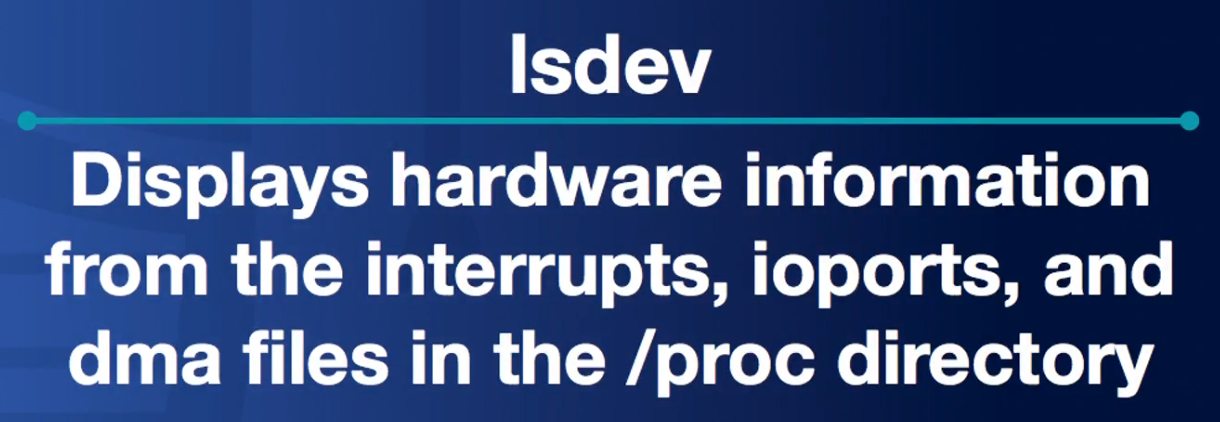 lsdev
Displays hardware information
from the interrupts, ioports, and
dma files in the /proc directory